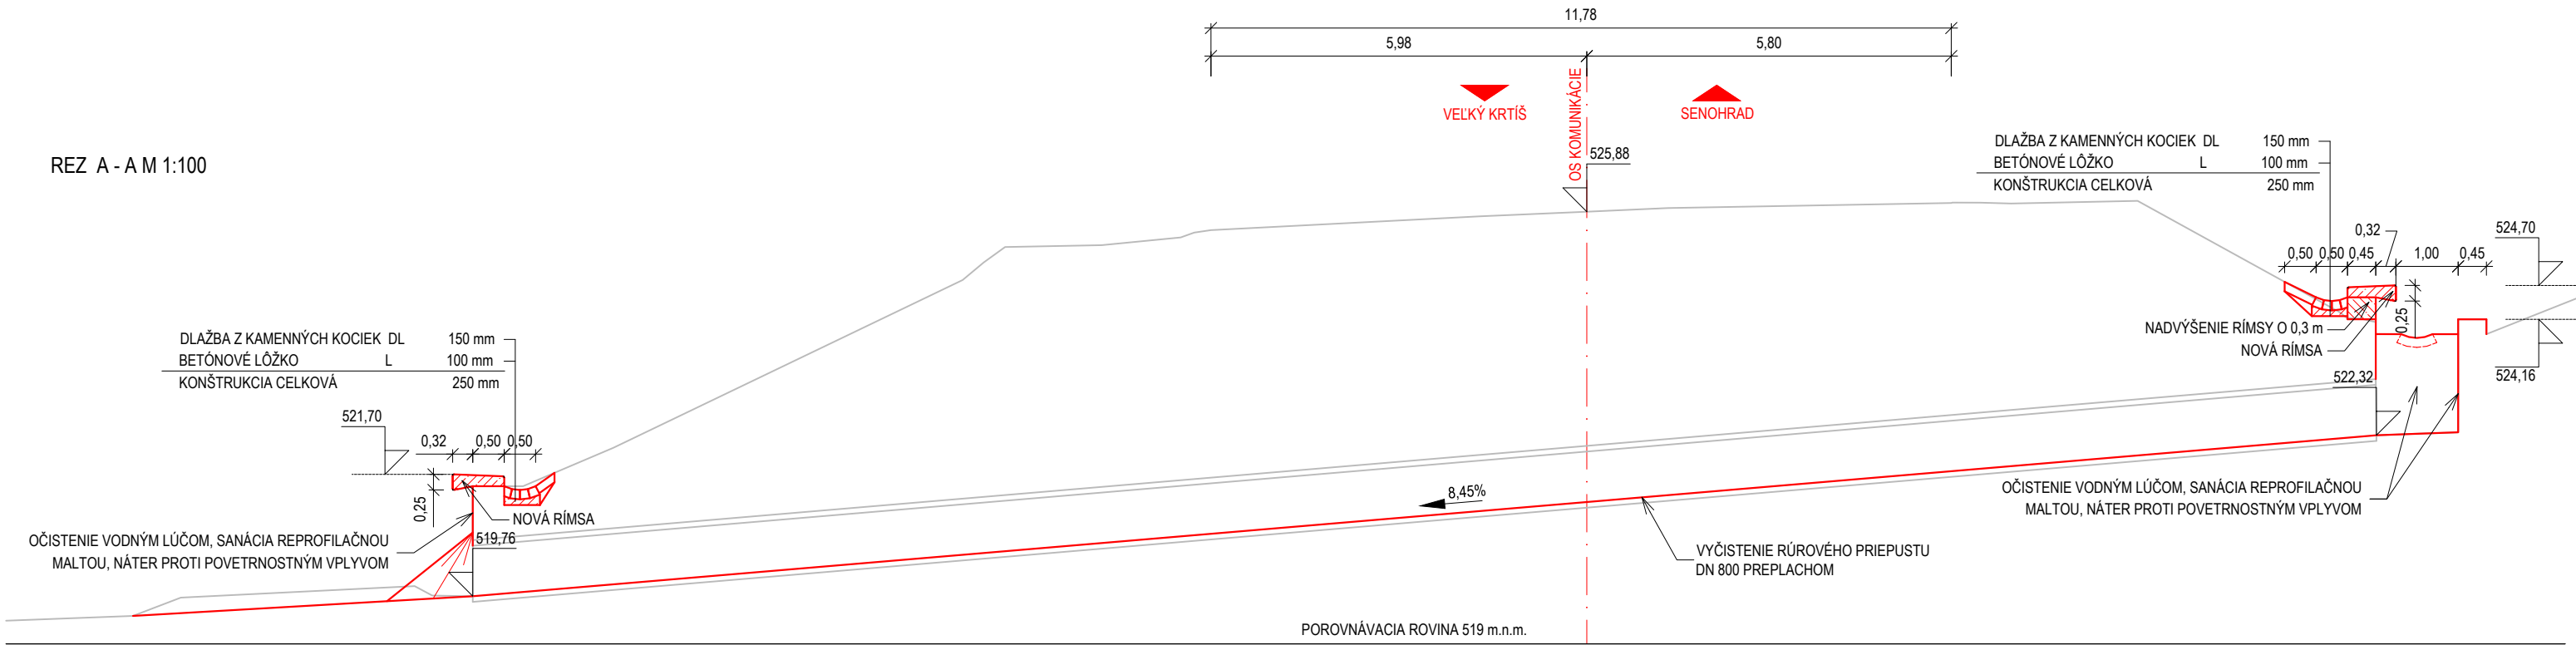 11,78
5,98
5,80
OS KOMUNIKÁCIE
VEĽKÝ KRTÍŠ
SENOHRAD
525,88
REZ A - A M 1:100
DLAŽBA Z KAMENNÝCH KOCIEK DL 150 mm
BETÓNOVÉ LÔŽKO L 100 mm
KONŠTRUKCIA CELKOVÁ 250 mm
0,32
524,70
0,50 0,50 0,45 1,00 0,45
0,25
NADVÝŠENIE RÍMSY O 0,3 m
NOVÁ RÍMSA
522,32
524,16
DLAŽBA Z KAMENNÝCH KOCIEK DL 150 mm
BETÓNOVÉ LÔŽKO L 100 mm
KONŠTRUKCIA CELKOVÁ 250 mm
521,70
0,32 0,50 0,50
0,25
NOVÁ RÍMSA
OČISTENIE VODNÝM LÚČOM, SANÁCIA REPROFILAČNOU
MALTOU, NÁTER PROTI POVETRNOSTNÝM VPLYVOM
519,76
8,45%
OČISTENIE VODNÝM LÚČOM, SANÁCIA REPROFILAČNOU
MALTOU, NÁTER PROTI POVETRNOSTNÝM VPLYVOM
VYČISTENIE RÚROVÉHO PRIEPUSTU
DN 800 PREPLACHOM
POROVNÁVACIA ROVINA 519 m.n.m.